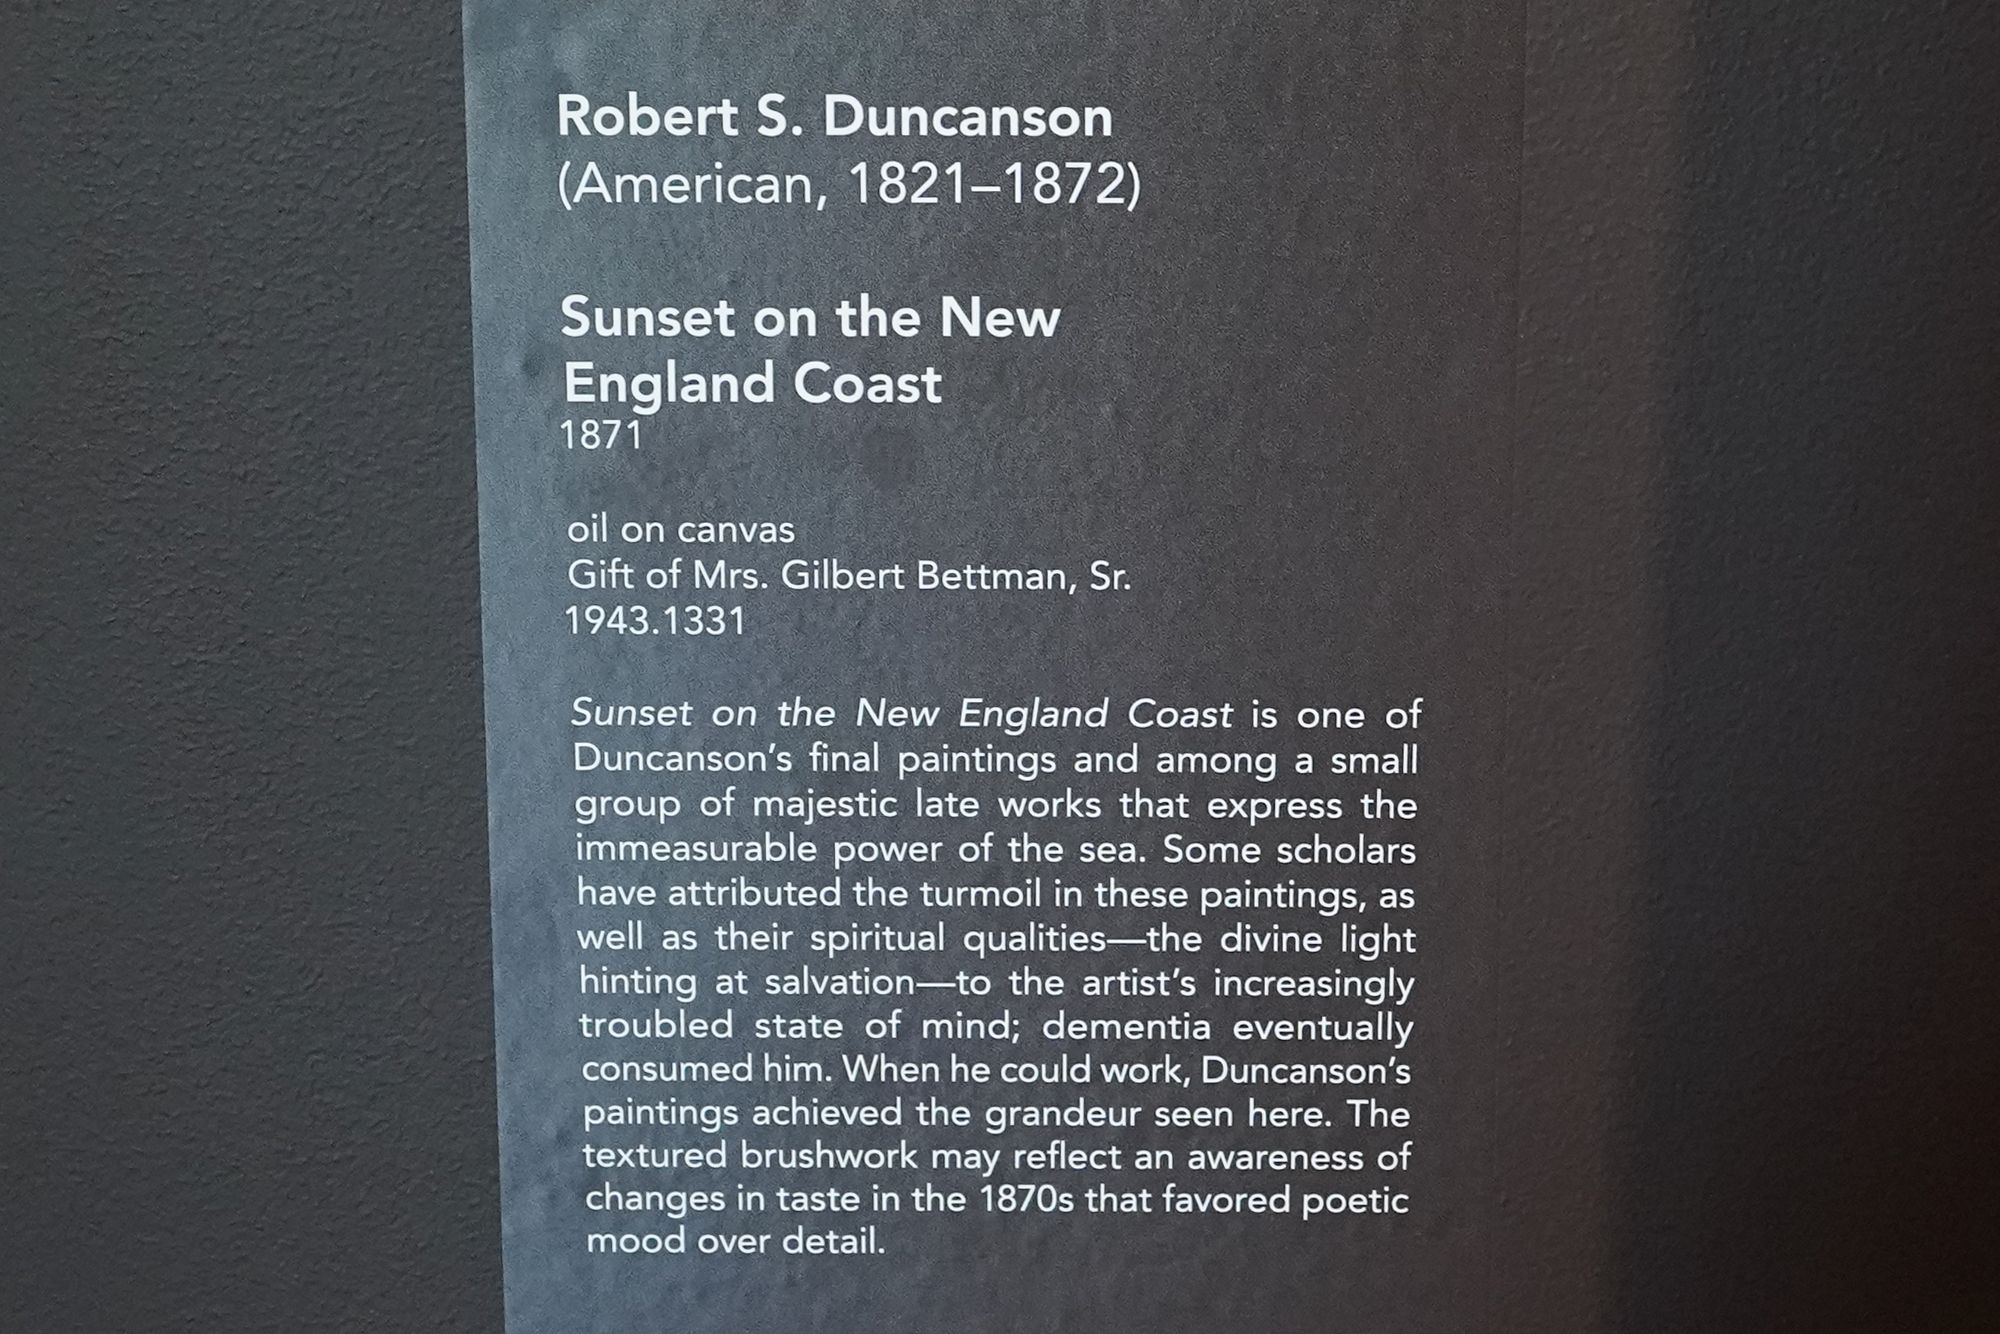 Robert S. Duncanson
(American, 1821–1872)
Sunset on the New
England Coast
1871
oil on canvas
Gift of Mrs. Gilbert Bettman, Sr.
1943.1331
Sunset on the New England Coast is one of
Duncanson’s final paintings and among a small
group of majestic late works that express the
immeasurable power of the sea. Some scholars
have attributed the turmoil in these paintings, as
well as their spiritual qualities—the divine light
hinting at salvation—to the artist’s increasingly
troubled state of mind; dementia eventually
consumed him. When he could work, Duncanson’s
paintings achieved the grandeur seen here. The
textured brushwork may reflect an awareness of
changes in taste in the 1870s that favored poetic
mood over detail.